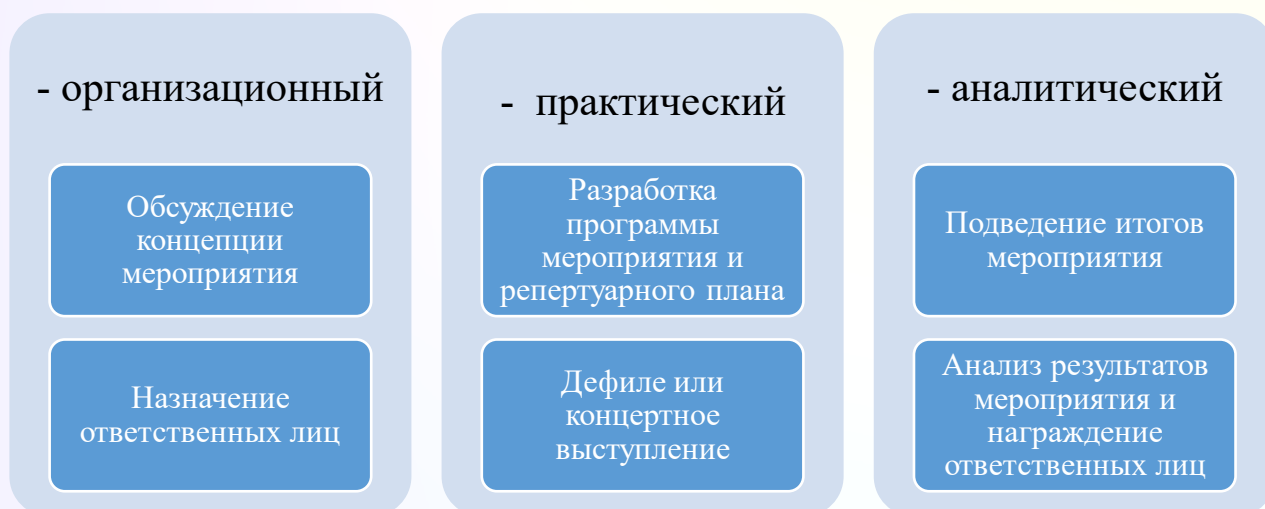 - организационный
Обсуждение
концепции
мероприятия
Назначение
ответственных лиц
- практический
Разработка
программы
мероприятия и
репертуарного плана
Дефиле или
концертное
выступление
- аналитический
Подведение итогов
мероприятия
Анализ результатов
мероприятия и
награждение
ответственных лиц